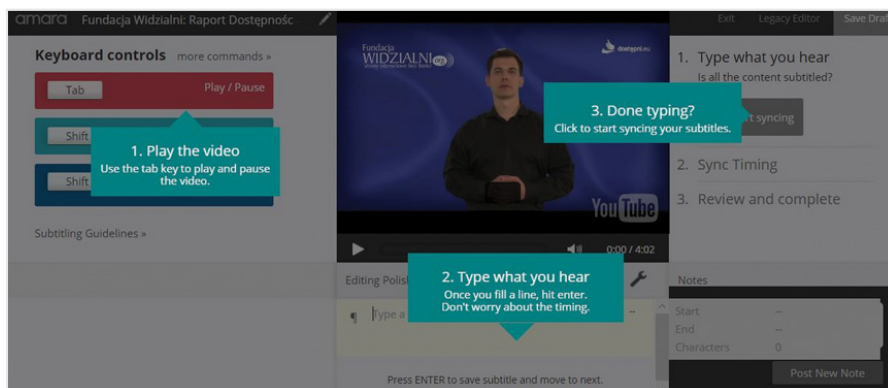 amara
Fundacja Widzialni: Raport Dostępnośc
Exit
Legacy Editor
Save Draf
Keyboard controls
more commands »
Tab
Play / Pause
Shift
Shift
1. Play the video
Use the tab key to play and pause
the video.
Subtitling Guidelines »
Fundacja
WIDZIALNI
org
dostępni.eu
YouTube
0:00 / 4:02
3. Done typing?
Click to start syncing your subtitles.
1. Type what you hear
Is all the content subtitled?
t syncing
2. Sync Timing
3. Review and complete
Editing Polis
2. Type what you hear
Once you fill a line, hit enter.
Don't worry about the timing.
Type a
--
Press ENTER to save subtitle and move to next.
Notes
Start --
End --
Characters 0
Post New Note